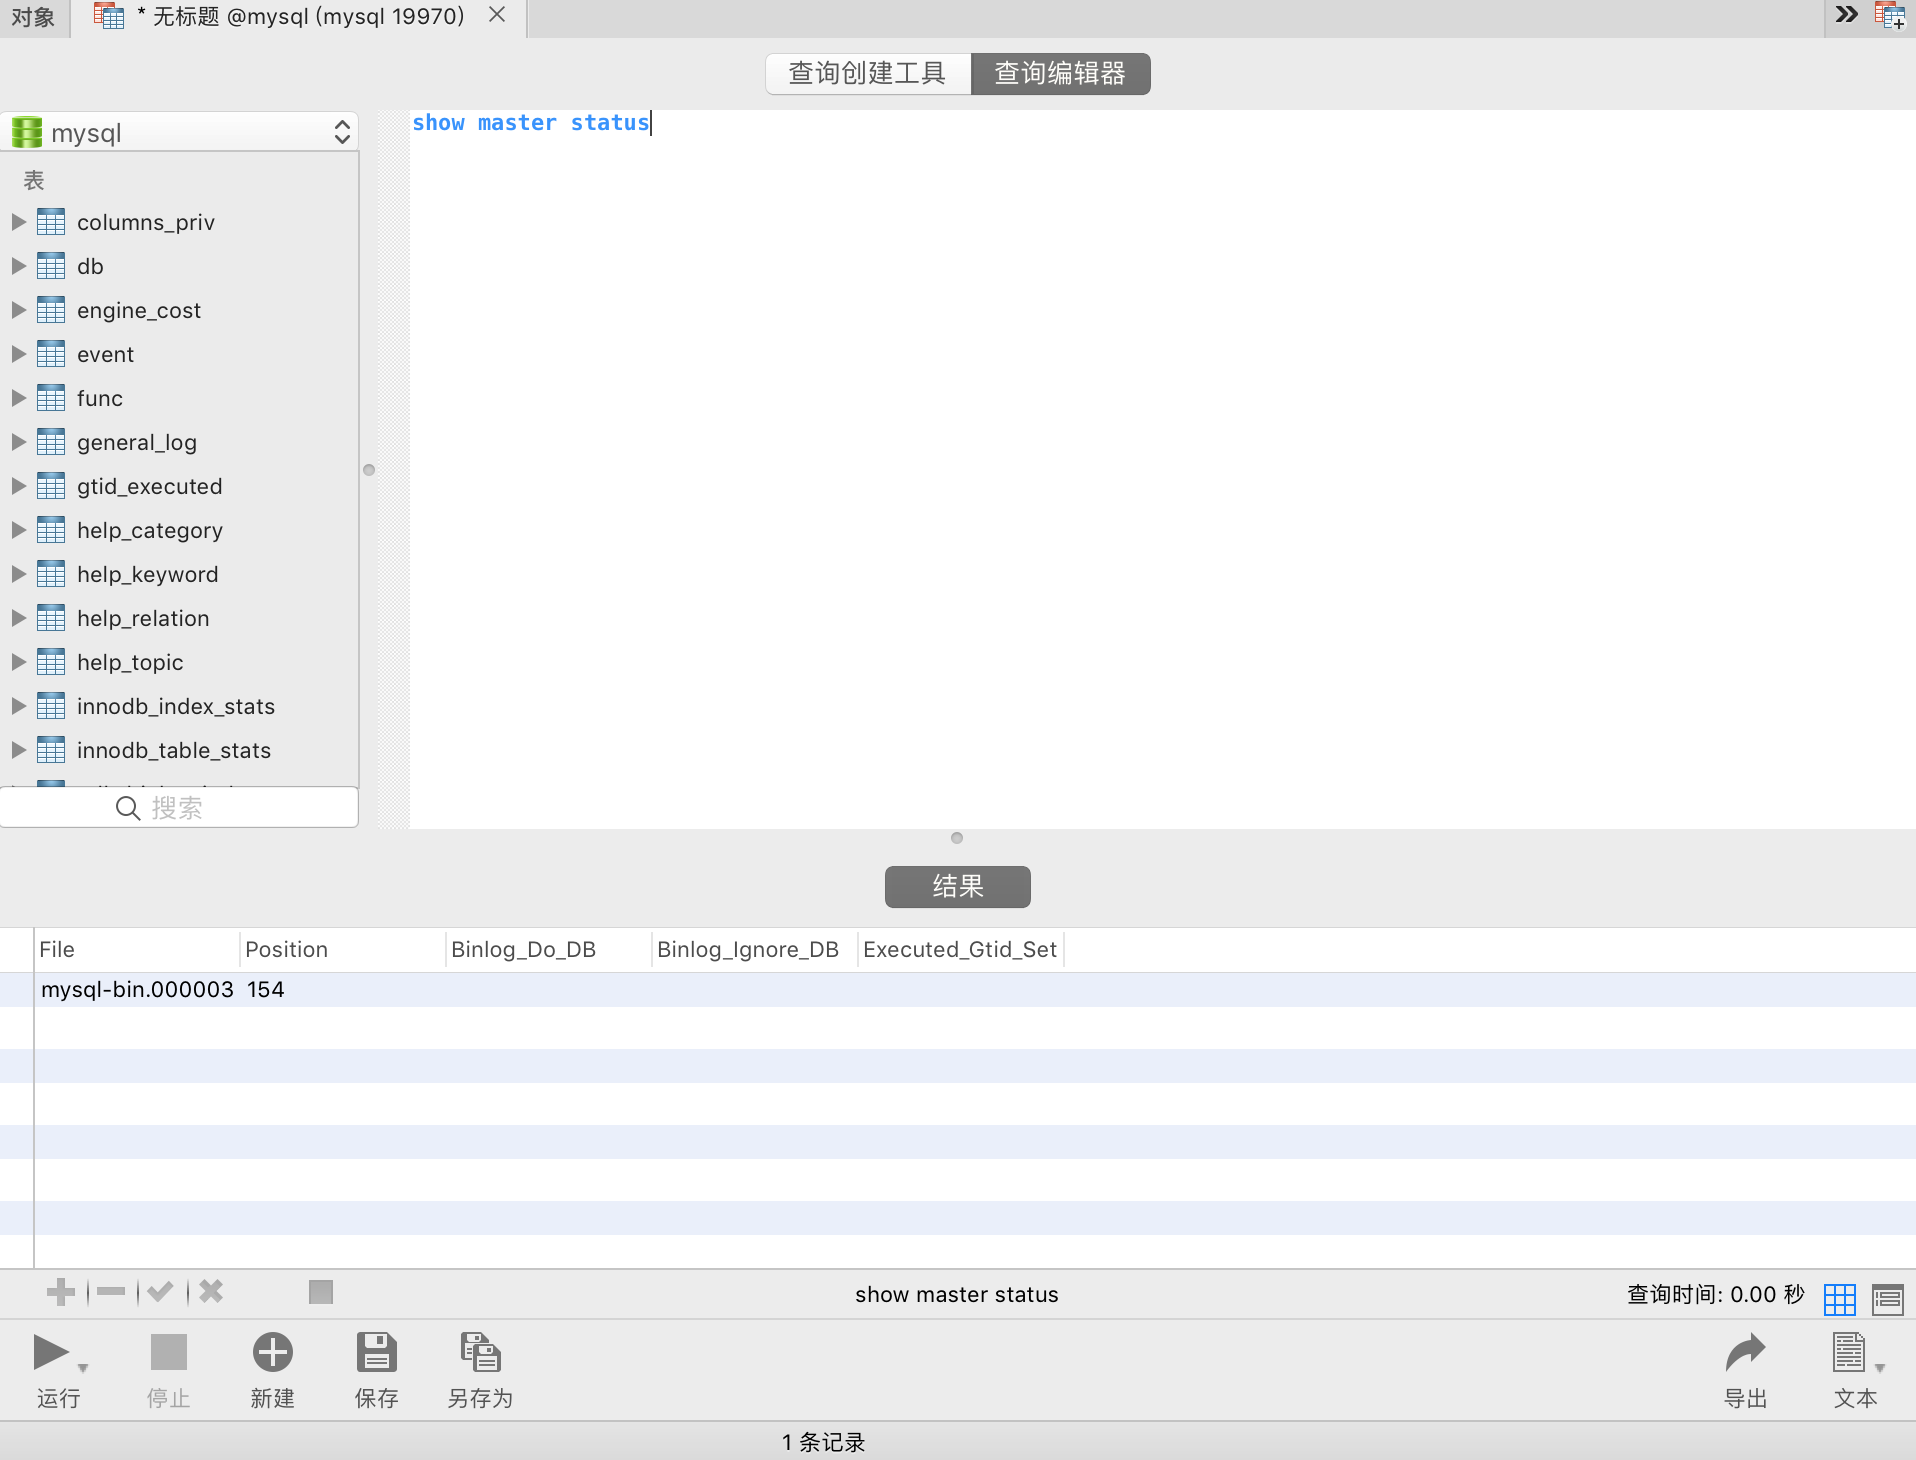 对象
* 无标题 @mysql (mysql 19970)
查询创建工具 查询编辑器
mysql
show master status
表
columns_priv
db
engine_cost
event
func
general_log
gtid_executed
help_category
help_keyword
help_relation
help_topic
innodb_index_stats
innodb_table_stats
搜索
结果
File Position Binlog_Do_DB Binlog_Ignore_DB Executed_Gtid_Set
mysql-bin.000003 154
show master status
查询时间: 0.00 秒
运行 停止 新建 保存 另存为 导出 文本
1 条记录